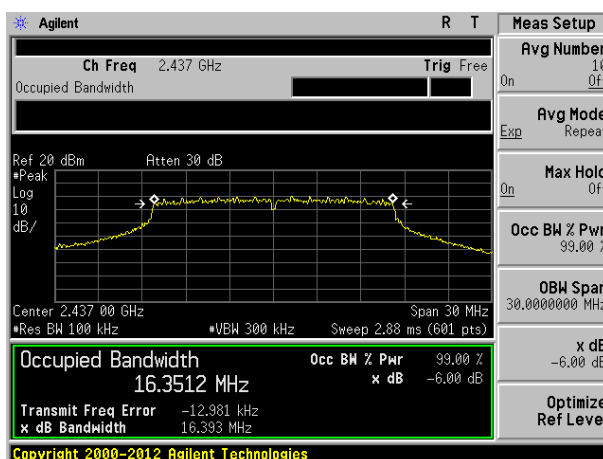 Agilent R T Meas Setup
Ch Freq 2.437 GHz Trig Free
Occupied Bandwidth
Avg Number
10
On Of
Avg Mode
Exp Repea
Ref 20 dBm Atten 30 dB
#Peak
Log
10
dB/
Max Hold
On Of
Occ BW % Pwr
99.00 %
OBW Span
30.0000000 MHz
Center 2.437 00 GHz Span 30 MHz
#Res BW 100 kHz #VBW 300 kHz Sweep 2.88 ms (601 pts)
Occupied Bandwidth Occ BW % Pwr 99.00 %
16.3512 MHz x dB -6.00 dB
Transmit Freq Error -12.981 kHz
x dB Bandwidth 16.393 MHz
x dB
-6.00 dB
Optimize
Ref Leve
Copyright 2000-2012 Agilent Technologies